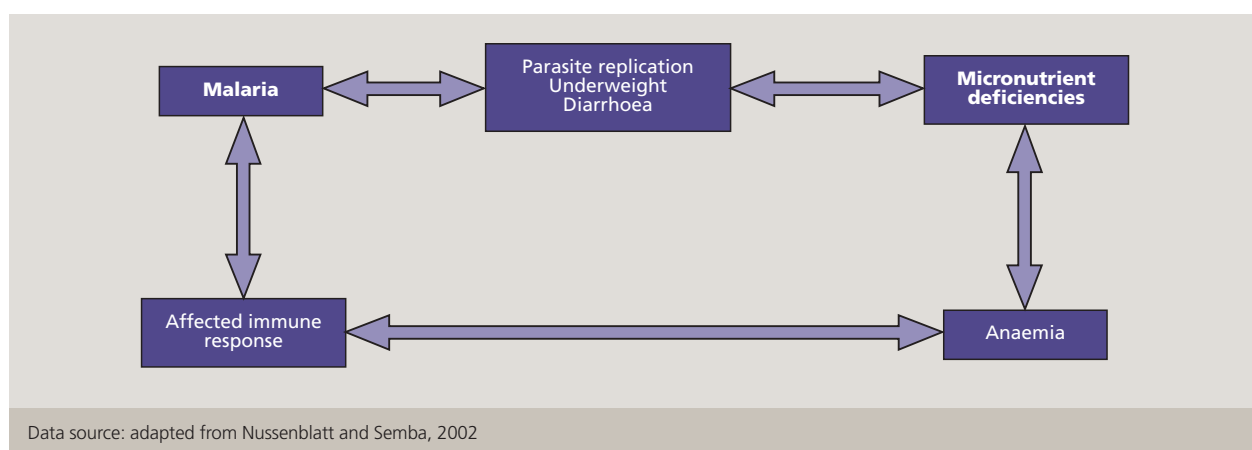 Malaria
Parasite replication
Underweight
Diarrhoea
Micronutrient
deficiencies
Affected immune
response
Anaemia
Data source: adapted from Nussenblatt and Semba, 2002